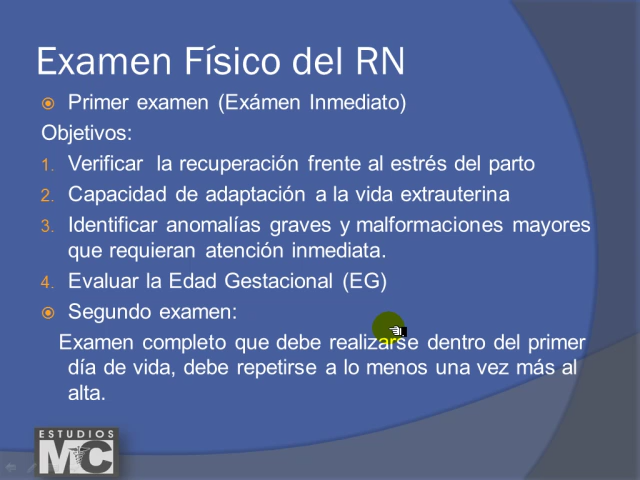 Examen Físico del RN
Primer examen (Exámen Inmediato)
Objetivos:
1. Verificar la recuperación frente al estrés del parto
2. Capacidad de adaptación a la vida extrauterina
3. Identificar anomalías graves y malformaciones mayores
que requieran atención inmediata.
4. Evaluar la Edad Gestacional (EG)
Segundo examen:
Examen completo que debe realizarse dentro del primer
día de vida, debe repetirse a lo menos una vez más al
alta.
ESTUDIOS
MC